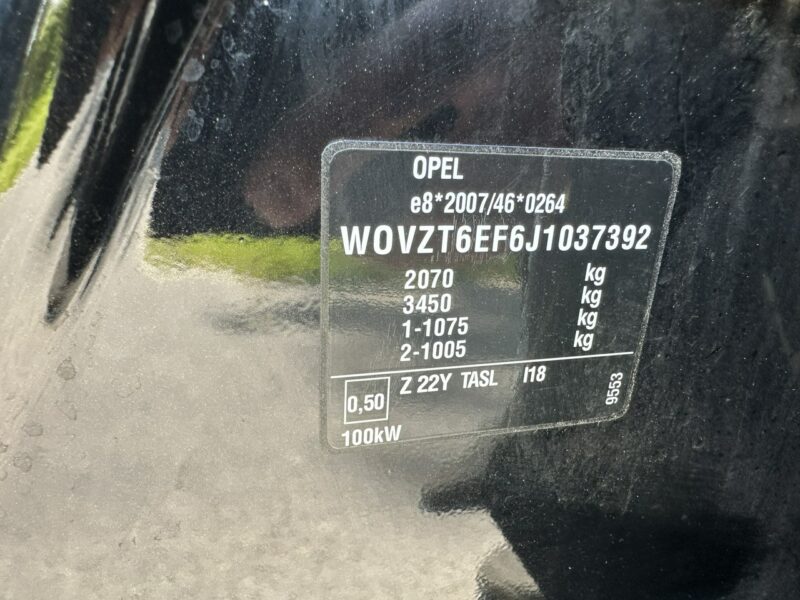 OPEL
e8*2007/46*0264
W0VZT6EF6J1037392
2070 kg
3450 kg
1-1075 kg
2-1005 kg
Z 22Y TASL I18
0,50
9553
100kW